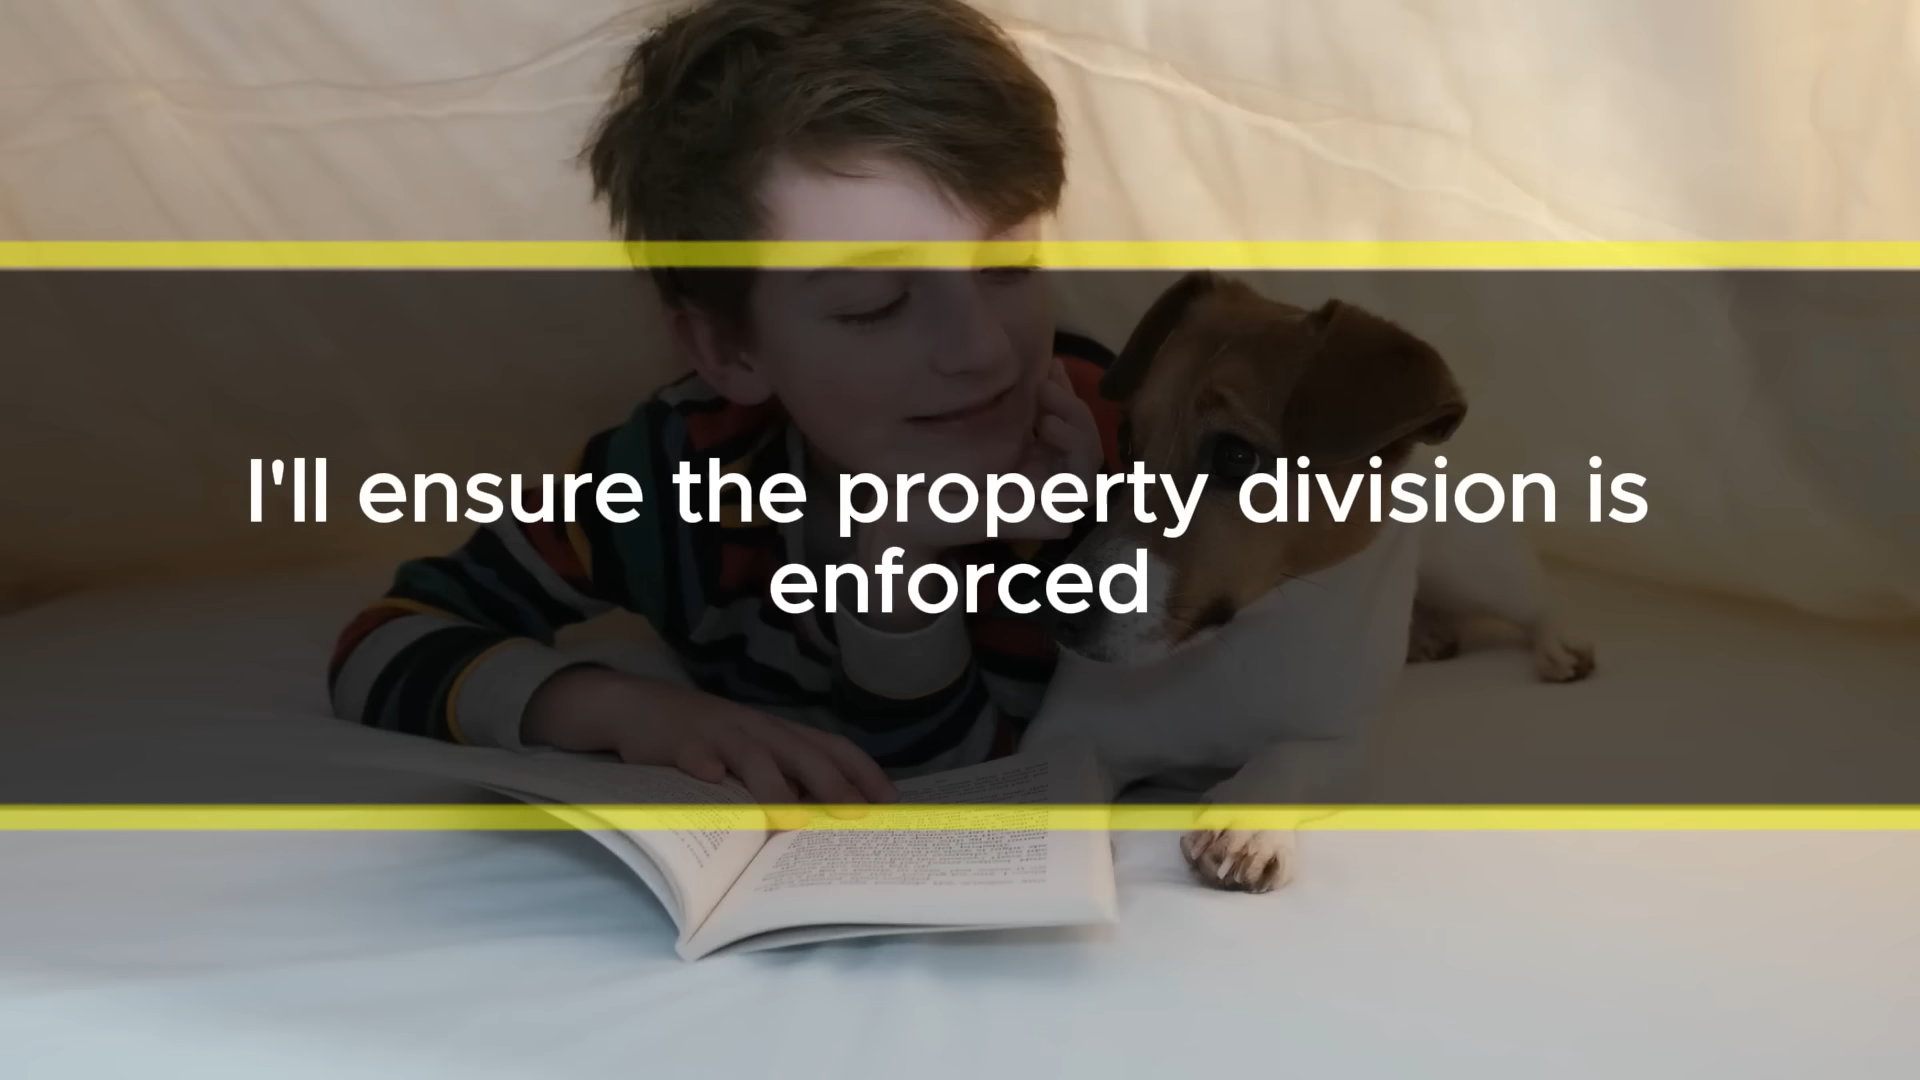 I'll ensure the property division is
enforced